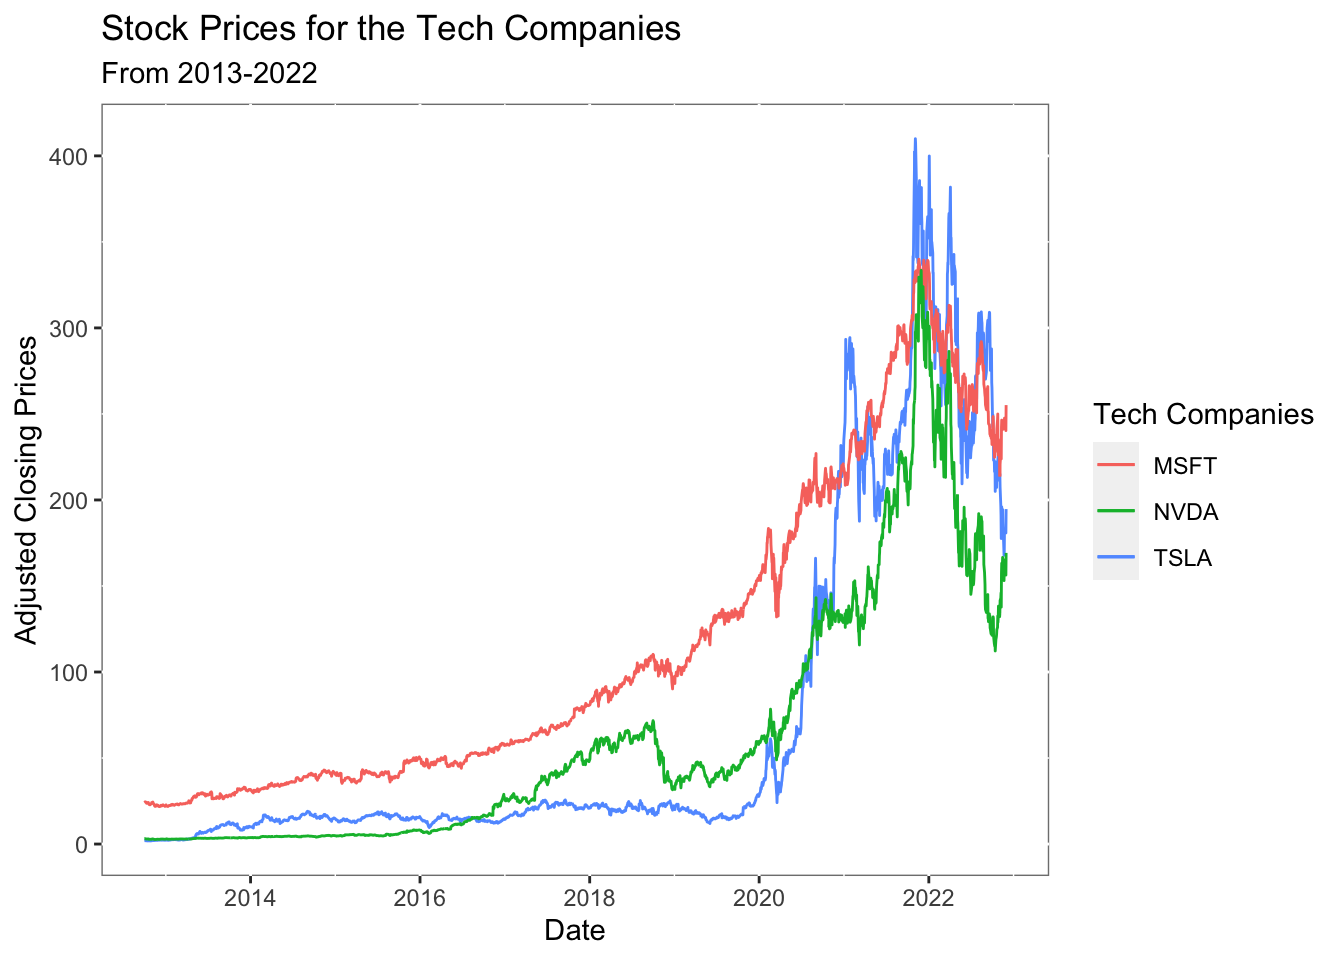 Stock Prices for the Tech Companies
From 2013-2022
Adjusted Closing Prices
400
300
200
100
0
2014 2016 2018 2020 2022
Date
Tech Companies
MSFT
NVDA
TSLA